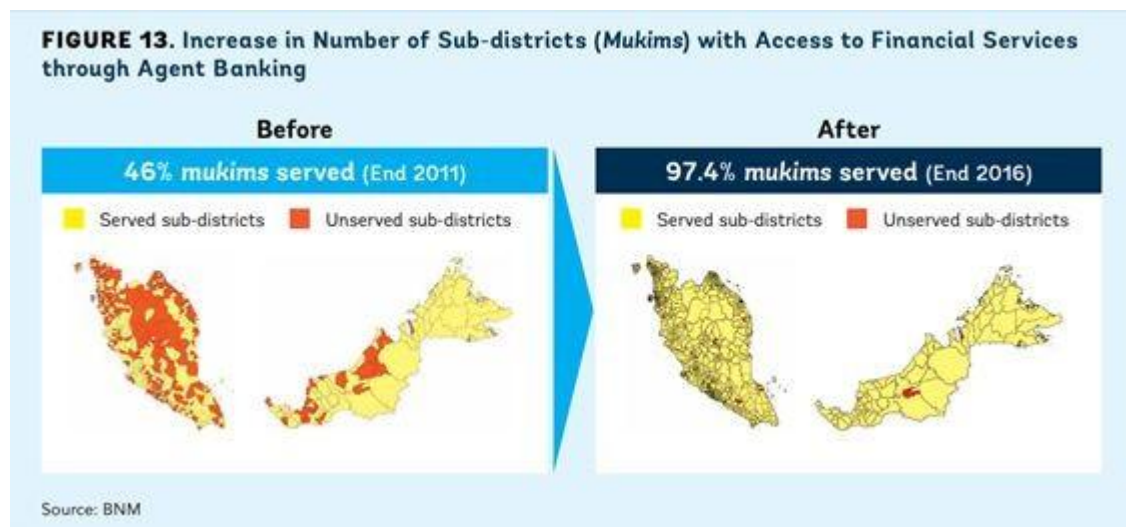 FIGURE 13. Increase in Number of Sub-districts (Mukims) with Access to Financial Services
through Agent Banking
Before
46% mukims served (End 2011)
Served sub-districts
Unserved sub-districts
After
97.4% mukims served (End 2016)
Served sub-districts
Unserved sub-districts
Source: BNM